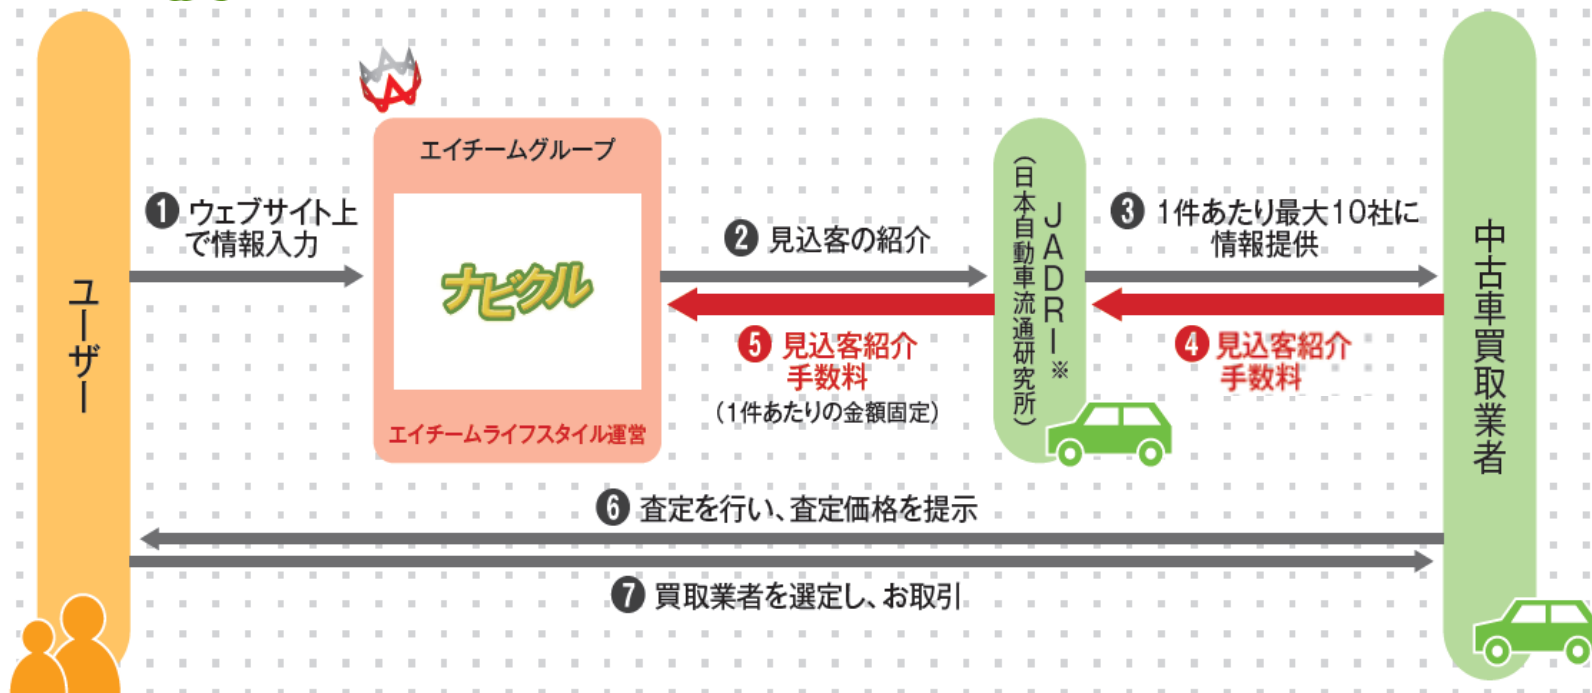 ユーザー
エイチームグループ
ナビクル
エイチームライフスタイル運営
❶ ウェブサイト上
で情報入力
❷ 見込客の紹介
❺ 見込客紹介
手数料
（1件あたりの金額固定）
JADRI※
（日本自動車流通研究所）
❸ 1件あたり最大10社に
情報提供
❹ 見込客紹介
手数料
中古車買取業者
❻ 査定を行い、査定価格を提示
❼ 買取業者を選定し、お取引